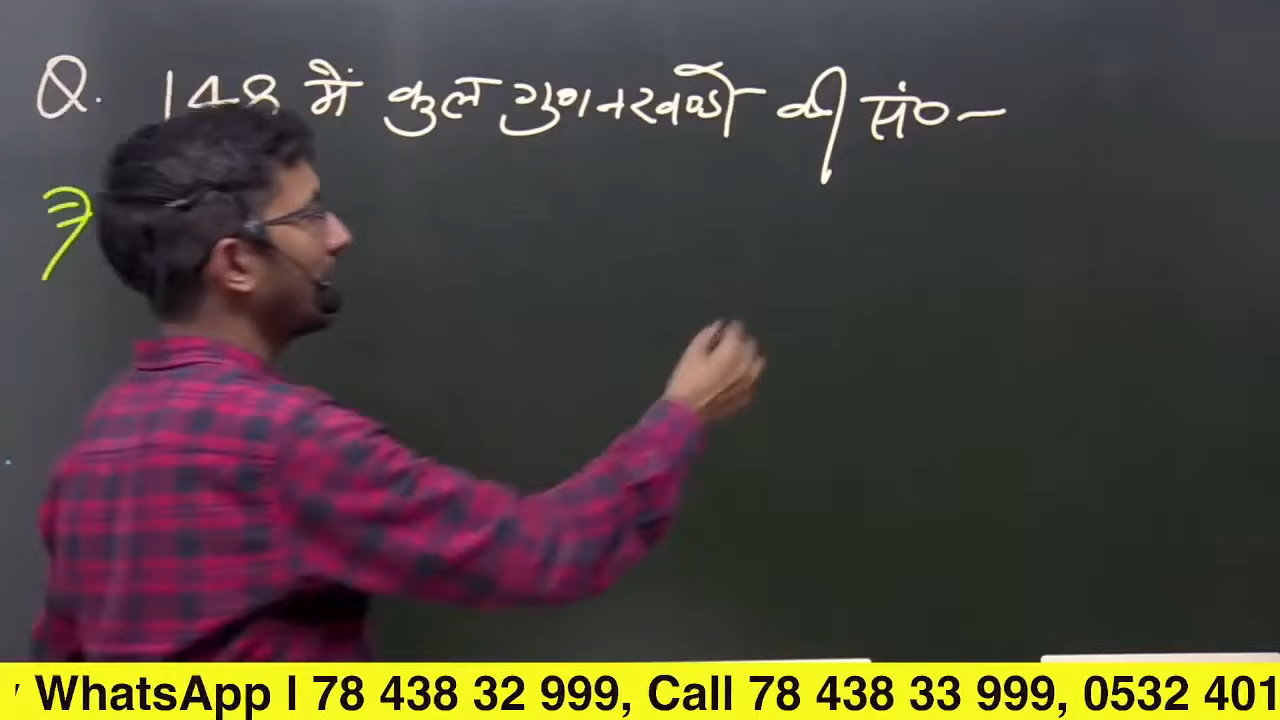 Q. 148 में कुल गुणनखण्डों की सं० –
⇒
WhatsApp | 78 438 32 999, Call 78 438 33 999, 0532 401